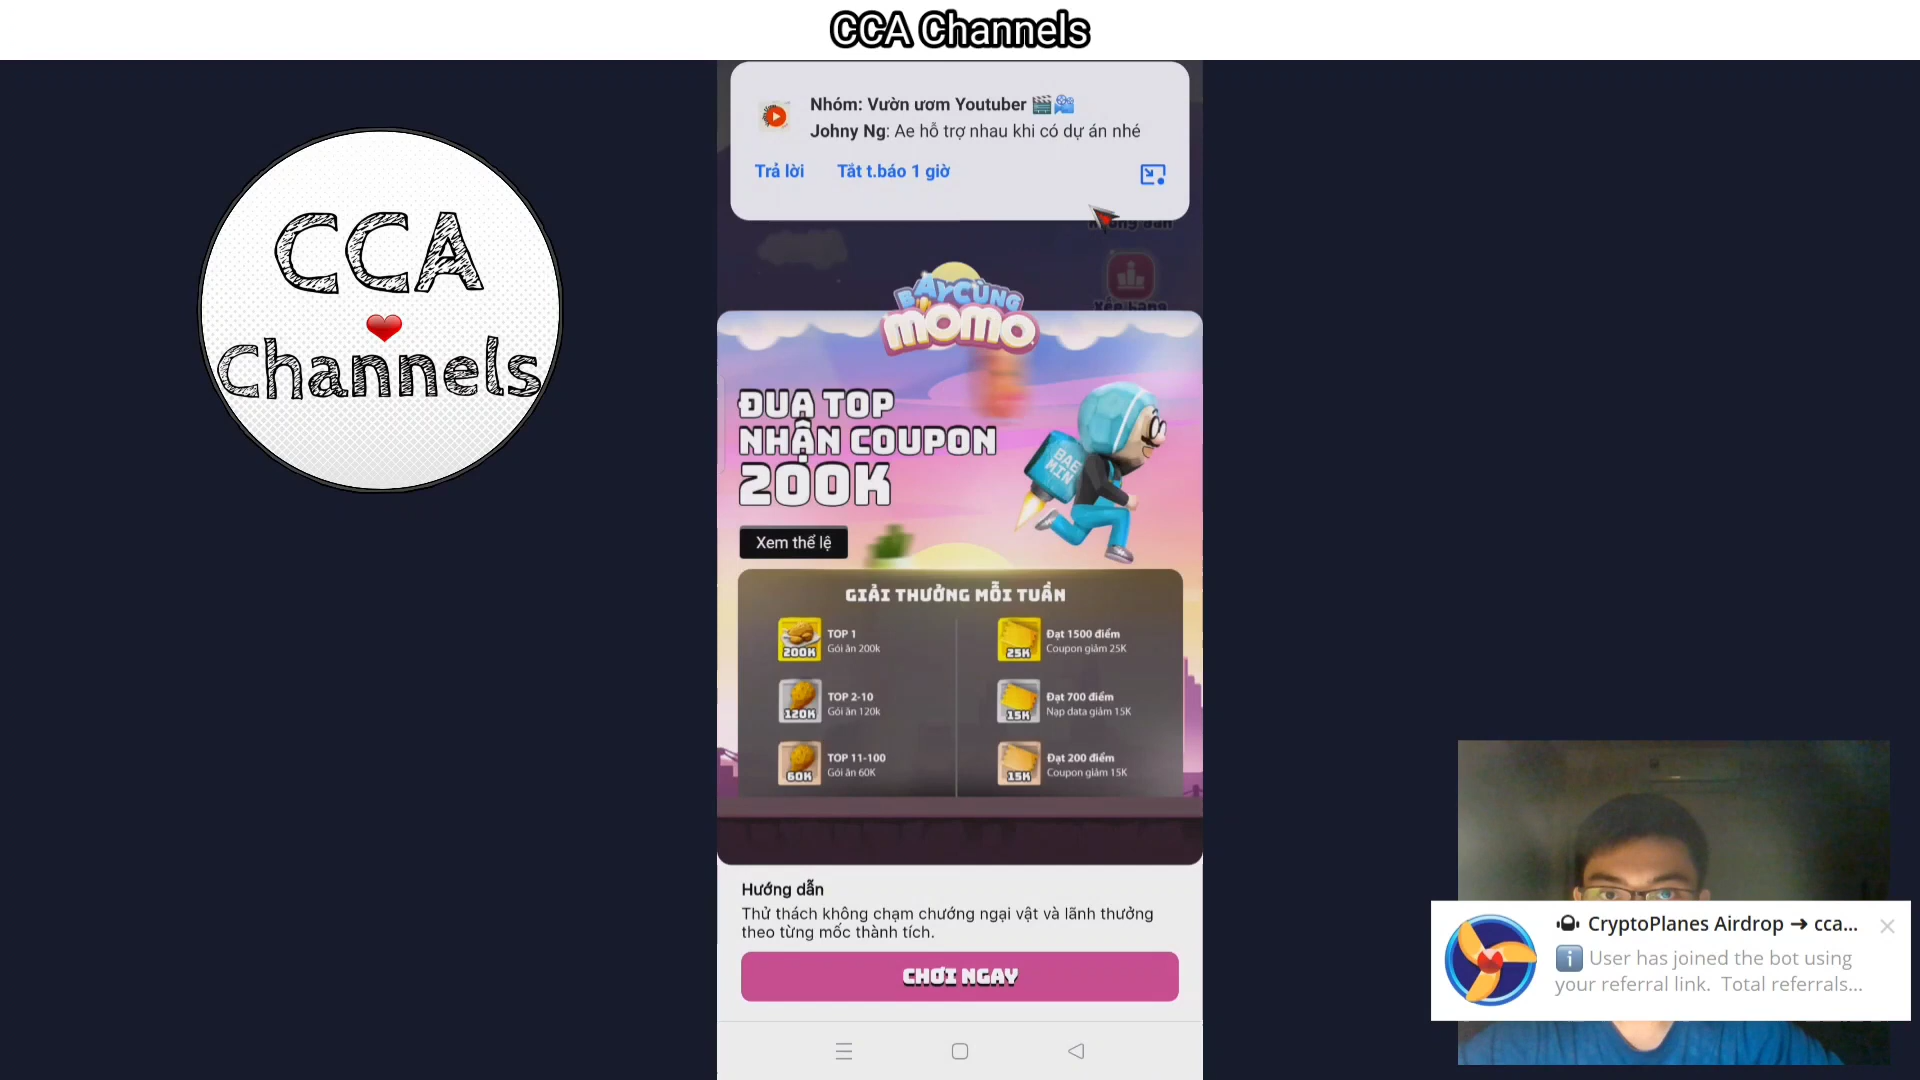 CCA Channels
CCA
Channels
Nhóm: Vườn ươm Youtuber 🎬📽️
Johny Ng: Ae hỗ trợ nhau khi có dự án nhé
Trả lời
Tắt t.báo 1 giờ
Hướng dẫn
Xếp hạng
BAY CÙNG
MOMO
ĐUA TOP
NHẬN COUPON
200K
BAE
MIN
Xem thể lệ
GIẢI THƯỞNG MỖI TUẦN
200K
TOP 1
Gói ăn 200k
120K
TOP 2-10
Gói ăn 120k
60K
TOP 11-100
Gói ăn 60K
25K
Đạt 1500 điểm
Coupon giảm 25K
15K
Đạt 700 điểm
Nạp data giảm 15K
15K
Đạt 200 điểm
Coupon giảm 15K
Hướng dẫn
Thử thách không chạm chướng ngại vật và lãnh thưởng
theo từng mốc thành tích.
CHƠI NGAY
CryptoPlanes Airdrop ➜ cca...
ℹ️ User has joined the bot using
your referral link. Total referrals...